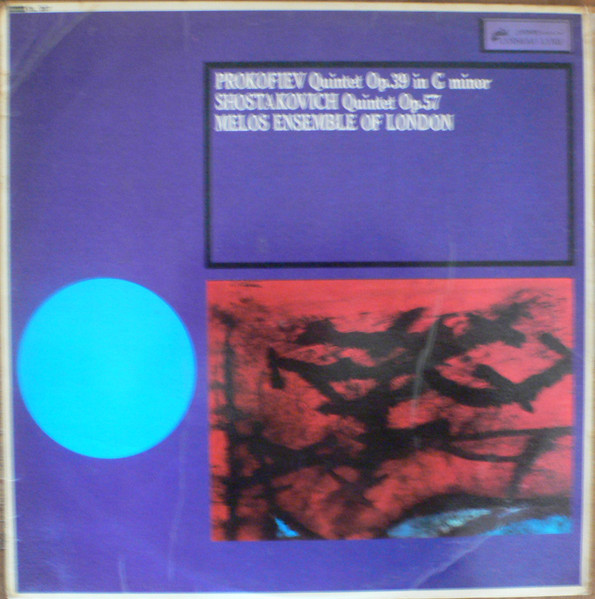 PROKOFIEV Quintet Op.39 in G minor
SHOSTAKOVICH Quintet Op.57
MELOS ENSEMBLE OF LONDON